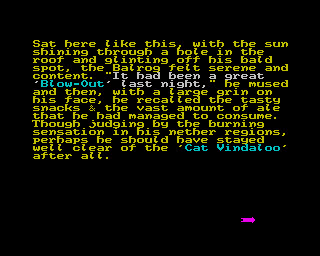 Sat here like this, with the sun
shining through a hole in the
roof and glinting off his bald
spot, the Balrog felt serene and
content. "It had been a great
'Blow-Out' last night," he mused
and then, with a large grin on
his face, he recalled the tasty
snacks & the vast amount of ale
that he had managed to consume.
Though judging by the burning
sensation in his nether regions,
perhaps he should have stayed
well clear of the 'Cat Vindaloo'
after all.